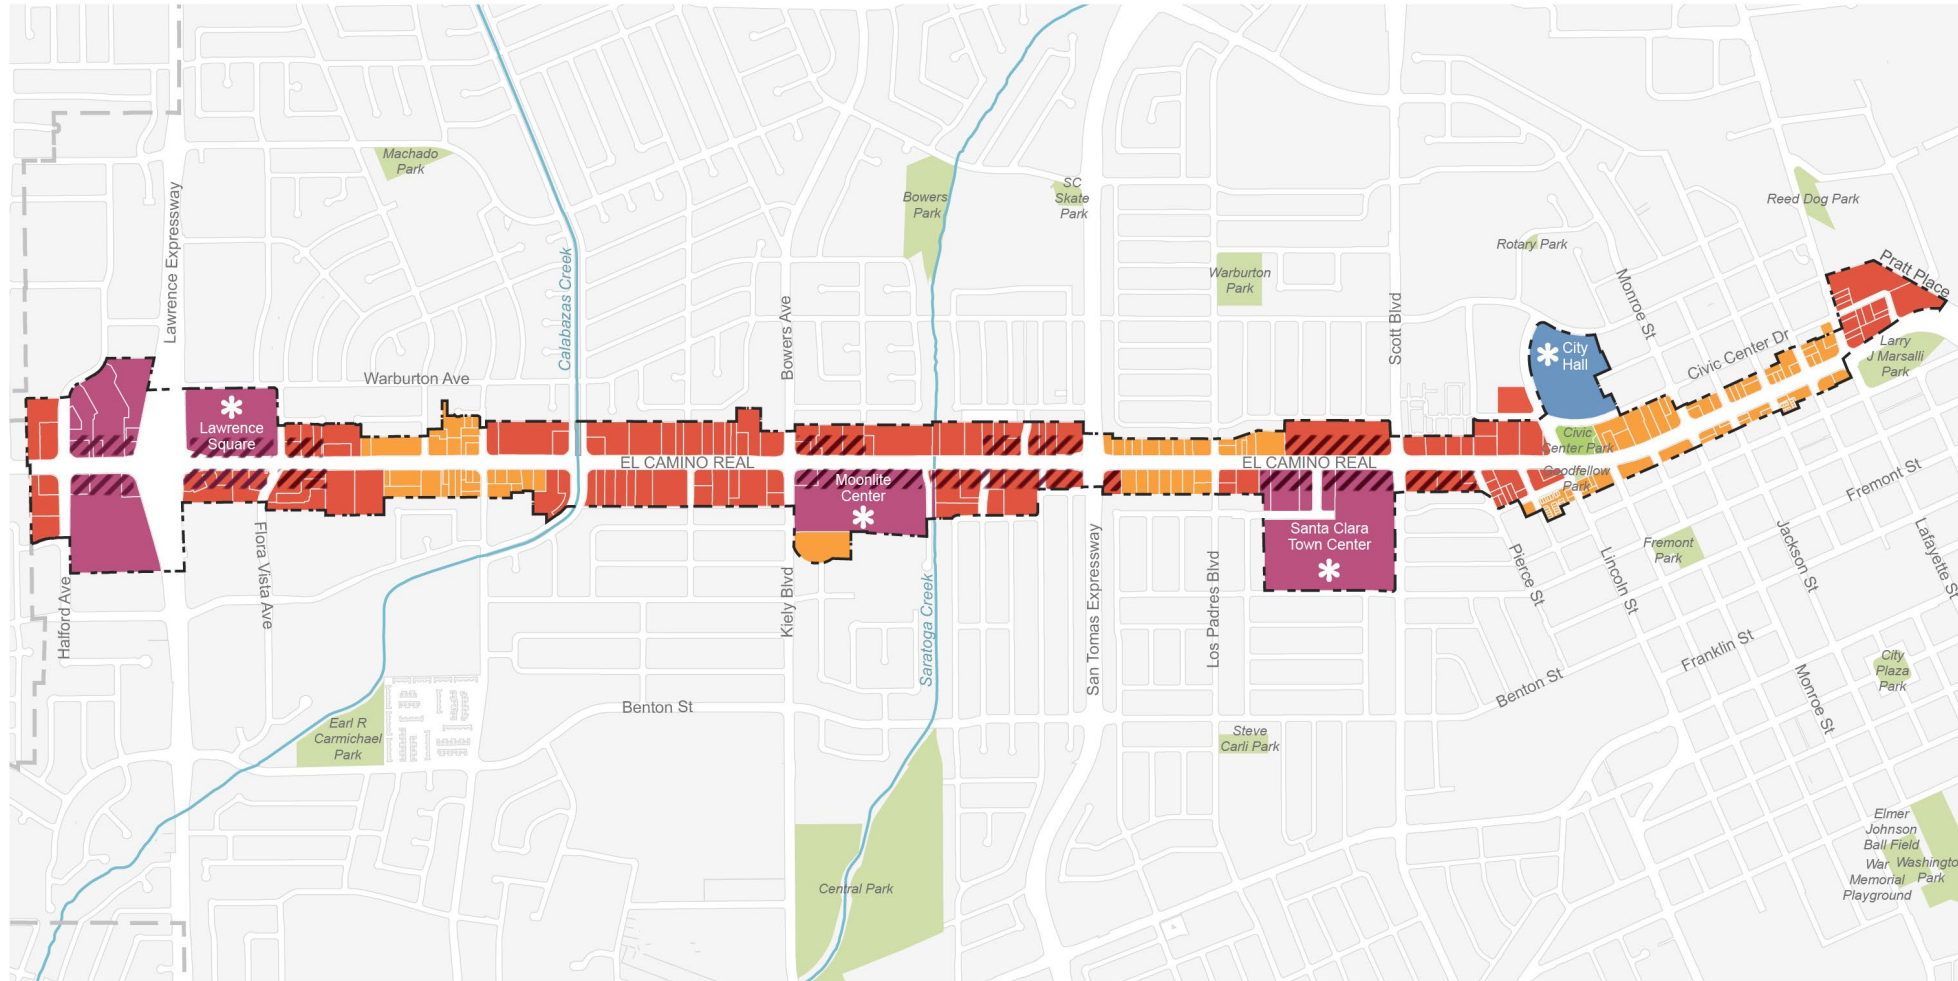 Machado
Park
Lawrence Expressway
Calabazas Creek
Bowers
Park
SC
Skate
Park
Reed Dog Park
Rotary Park
Warburton
Park
Pratt Place
Monroe St
Bowers Ave
Scott Blvd
Civic Center Dr
City
Hall
Larry
J Marsalli
Park
Warburton Ave
Lawrence
Square
Civic
Center Park
EL CAMINO REAL
EL CAMINO REAL
Goodfellow
Park
Moonlite
Center
Fremont St
Santa Clara
Town Center
Flora Vista Ave
Halford Ave
Kiely Blvd
Saratoga Creek
San Tomas Expressway
Los Padres Blvd
Pierce St
Lincoln St
Fremont
Park
Jackson St
Lafayette St
Franklin St
City
Plaza
Park
Benton St
Benton St
Monroe St
Earl R
Carmichael
Park
Steve
Carli Park
Central Park
Elmer
Johnson
Ball Field
War
Memorial
Playground
Washingto
Park